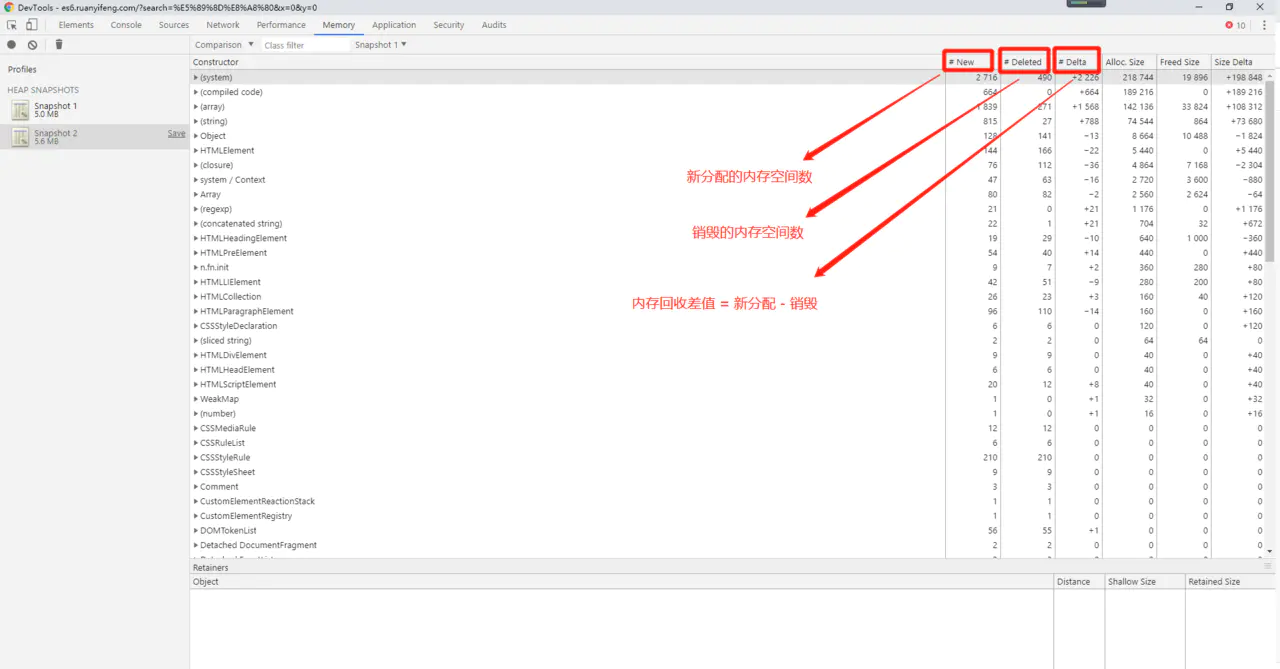 DevTools - es6.ruanyifeng.com/?search=%E5%89%8D%E8%A8%80&x=0&y=0
Elements Console Sources Network Performance Memory Application Security Audits 10
Comparison Class filter Snapshot 1
Profiles
HEAP SNAPSHOTS
Snapshot 1
5.0 MB
Snapshot 2 Save
5.6 MB
Constructor # New # Deleted # Delta Alloc. Size Freed Size Size Delta
(system) 2 716 490 +2 226 218 744 19 896 +198 848
(compiled code) 664 0 +664 189 216 0 +189 216
(array) 1 839 271 +1 568 142 136 33 824 +108 312
(string) 815 27 +788 74 544 864 +73 680
Object 128 141 −13 8 664 10 488 −1 824
HTMLElement 144 166 −22 5 440 0 +5 440
(closure) 76 112 −36 4 864 7 168 −2 304
system / Context 47 63 −16 2 720 3 600 −880
Array 80 82 −2 2 560 2 624 −64
(regexp) 21 0 +21 1 176 0 +1 176
(concatenated string) 22 1 +21 704 32 +672
HTMLHeadingElement 19 29 −10 640 1 000 −360
HTMLPreElement 54 40 +14 440 0 +440
n.fn.init 9 7 +2 360 280 +80
HTMLLIElement 42 51 −9 280 200 +80
HTMLCollection 26 23 +3 160 40 +120
HTMLParagraphElement 96 110 −14 160 0 +160
CSSStyleDeclaration 6 6 0 120 0 +120
(sliced string) 2 2 0 64 64 0
HTMLDivElement 9 9 0 40 0 +40
HTMLHeadElement 6 6 0 40 0 +40
HTMLScriptElement 20 12 +8 40 0 +40
WeakMap 1 0 +1 32 0 +32
(number) 1 0 +1 16 0 +16
CSSMediaRule 12 12 0 0 0 0
CSSRuleList 6 6 0 0 0 0
CSSStyleRule 210 210 0 0 0 0
CSSStyleSheet 9 9 0 0 0 0
Comment 3 3 0 0 0 0
CustomElementReactionStack 1 1 0 0 0 0
CustomElementRegistry 1 1 0 0 0 0
DOMTokenList 56 55 +1 0 0 0
Detached DocumentFragment 2 2 0 0 0 0
新分配的内存空间数
销毁的内存空间数
内存回收差值 = 新分配 - 销毁
Retainers
Object Distance Shallow Size Retained Size